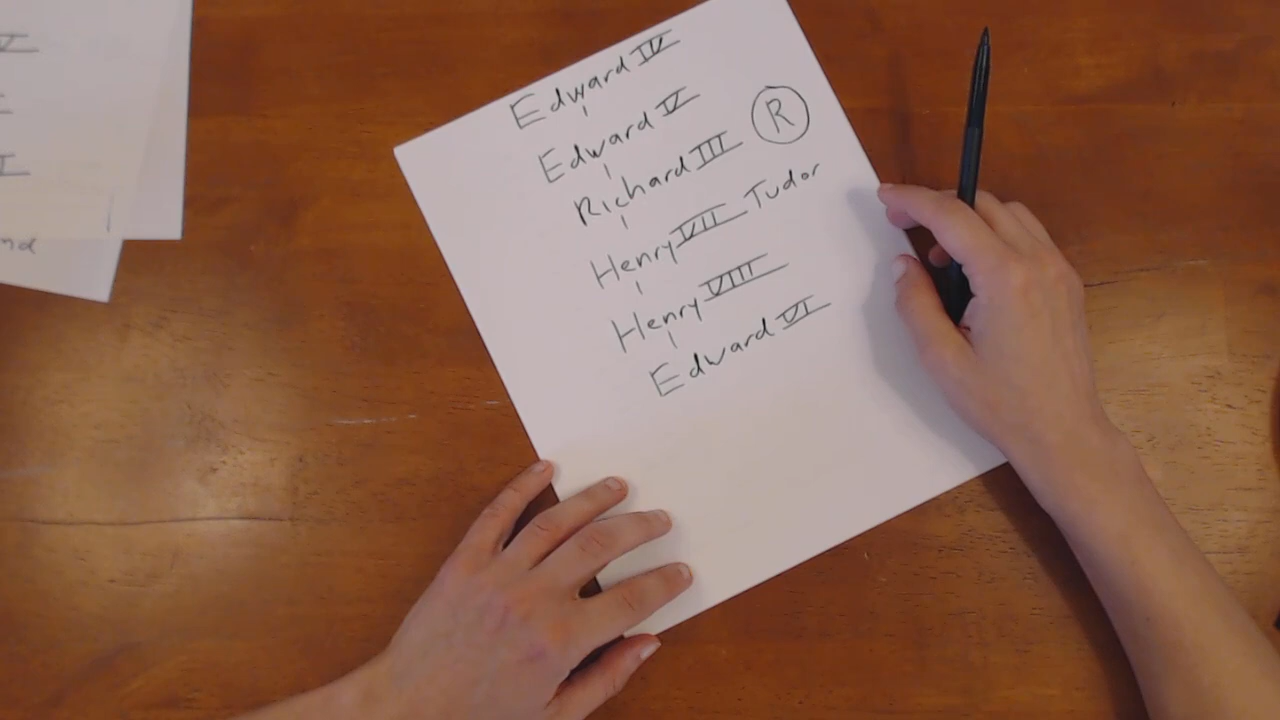 Edward IV
Edward V
Richard III R
Henry VII Tudor
Henry VIII
Edward VI